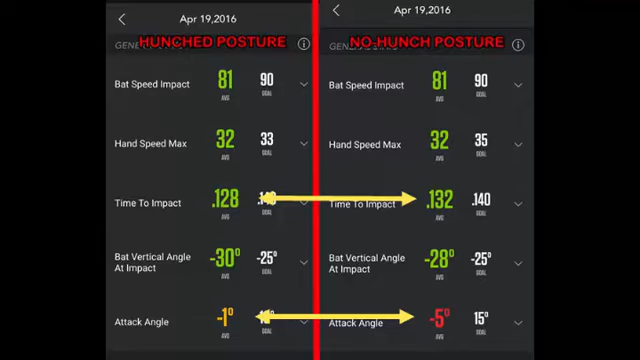 Apr 19,2016
HUNCHED POSTURE
Bat Speed Impact 81 AVG 90 GOAL
Hand Speed Max 32 AVG 33 GOAL
Time To Impact .128 AVG
Bat Vertical Angle At Impact -30° AVG -25° GOAL
Attack Angle -1° AVG
Apr 19,2016
NO-HUNCH POSTURE
Bat Speed Impact 81 AVG 90 GOAL
Hand Speed Max 32 AVG 35 GOAL
Time To Impact .132 AVG .140 GOAL
Bat Vertical Angle At Impact -28° AVG -25° GOAL
Attack Angle -5° AVG 15° GOAL